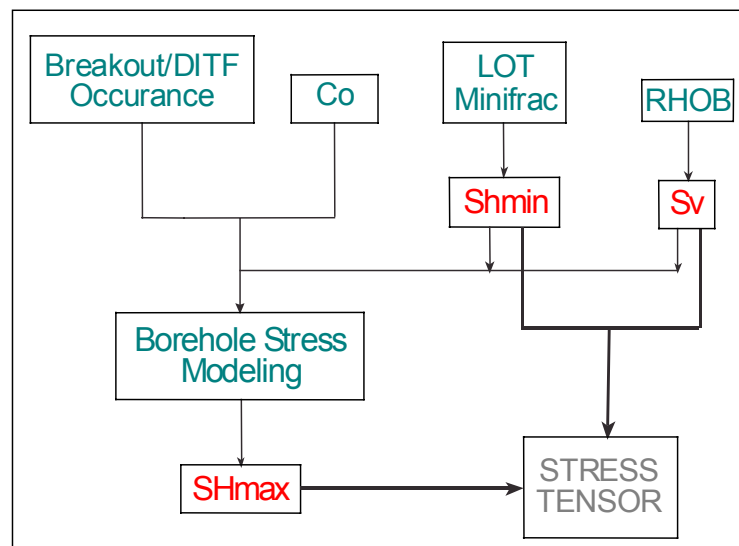 Breakout/DITF
Occurance
Co
LOT
Minifrac
RHOB
Shmin
Sv
Borehole Stress
Modeling
SHmax
STRESS
TENSOR